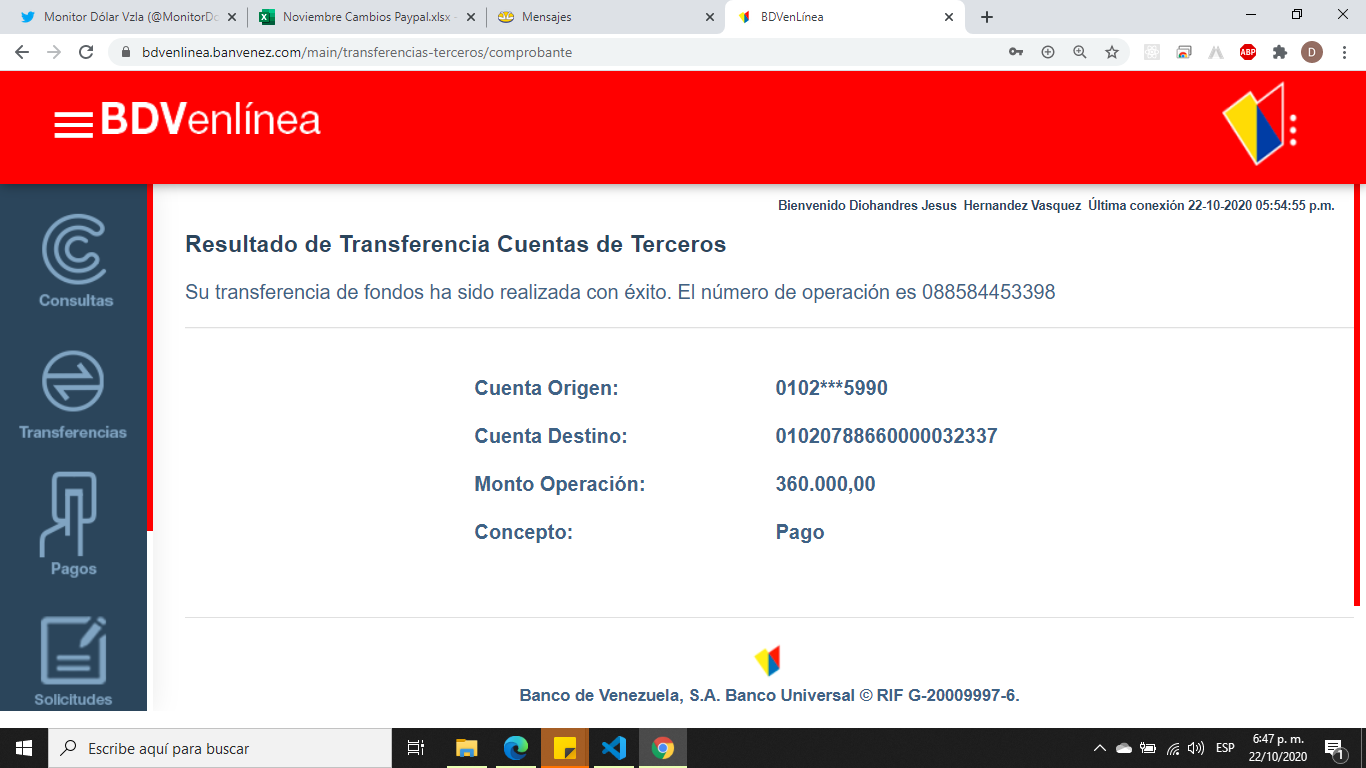 Monitor Dólar Vzla (@MonitorDo
Noviembre Cambios Paypal.xlsx -
Mensajes
BDVenLínea
bdvenlinea.banvenez.com/main/transferencias-terceros/comprobante
ABP
D
BDVenlínea
Bienvenido Diohandres Jesus Hernandez Vasquez Última conexión 22-10-2020 05:54:55 p.m.
Resultado de Transferencia Cuentas de Terceros
Su transferencia de fondos ha sido realizada con éxito. El número de operación es 088584453398
Cuenta Origen: 0102***5990
Cuenta Destino: 01020788660000032337
Monto Operación: 360.000,00
Concepto: Pago
Consultas
Transferencias
Pagos
Solicitudes
Banco de Venezuela, S.A. Banco Universal © RIF G-20009997-6.
Escribe aquí para buscar
ESP
6:47 p. m.
22/10/2020
1